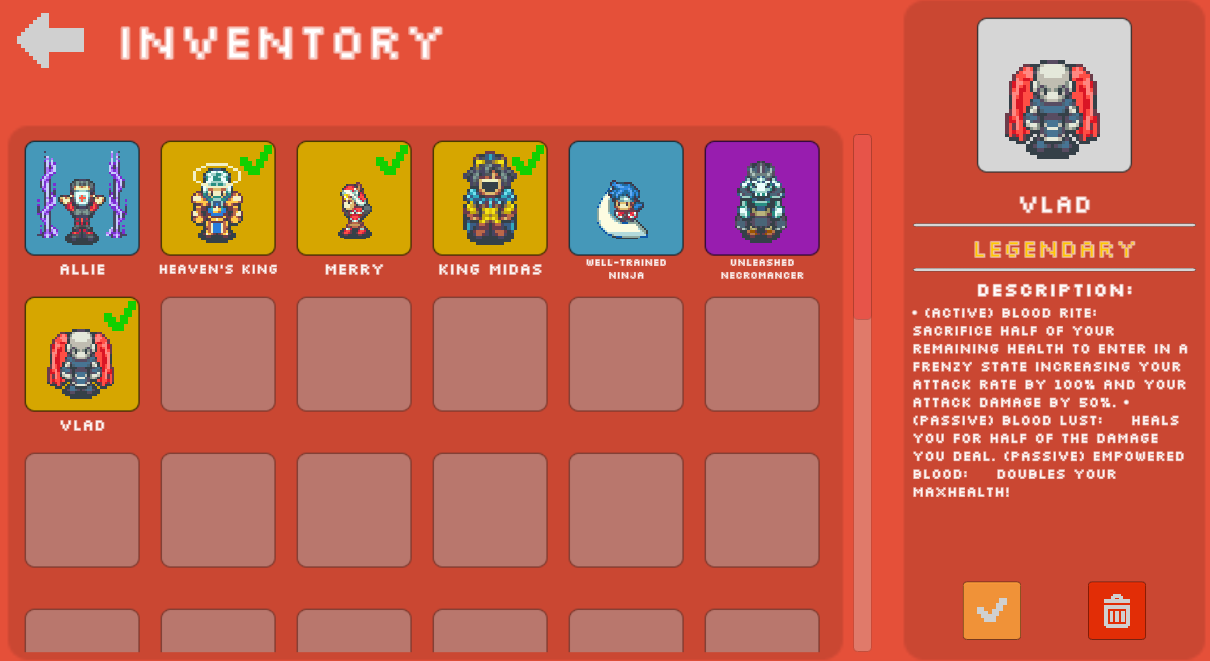 INVENTORY
ALLIE
HEAVEN'S KING
MERRY
KING MIDAS
WELL-TRAINED
NINJA
UNLEASHED
NECROMANCER
VLAD
VLAD
LEGENDARY
DESCRIPTION:
• (ACTIVE) BLOOD RITE:
SACRIFICE HALF OF YOUR
REMAINING HEALTH TO ENTER IN A
FRENZY STATE INCREASING YOUR
ATTACK RATE BY 100% AND YOUR
ATTACK DAMAGE BY 50%. •
(PASSIVE) BLOOD LUST: HEALS
YOU FOR HALF OF THE DAMAGE
YOU DEAL. (PASSIVE) EMPOWERED
BLOOD: DOUBLES YOUR
MAXHEALTH!